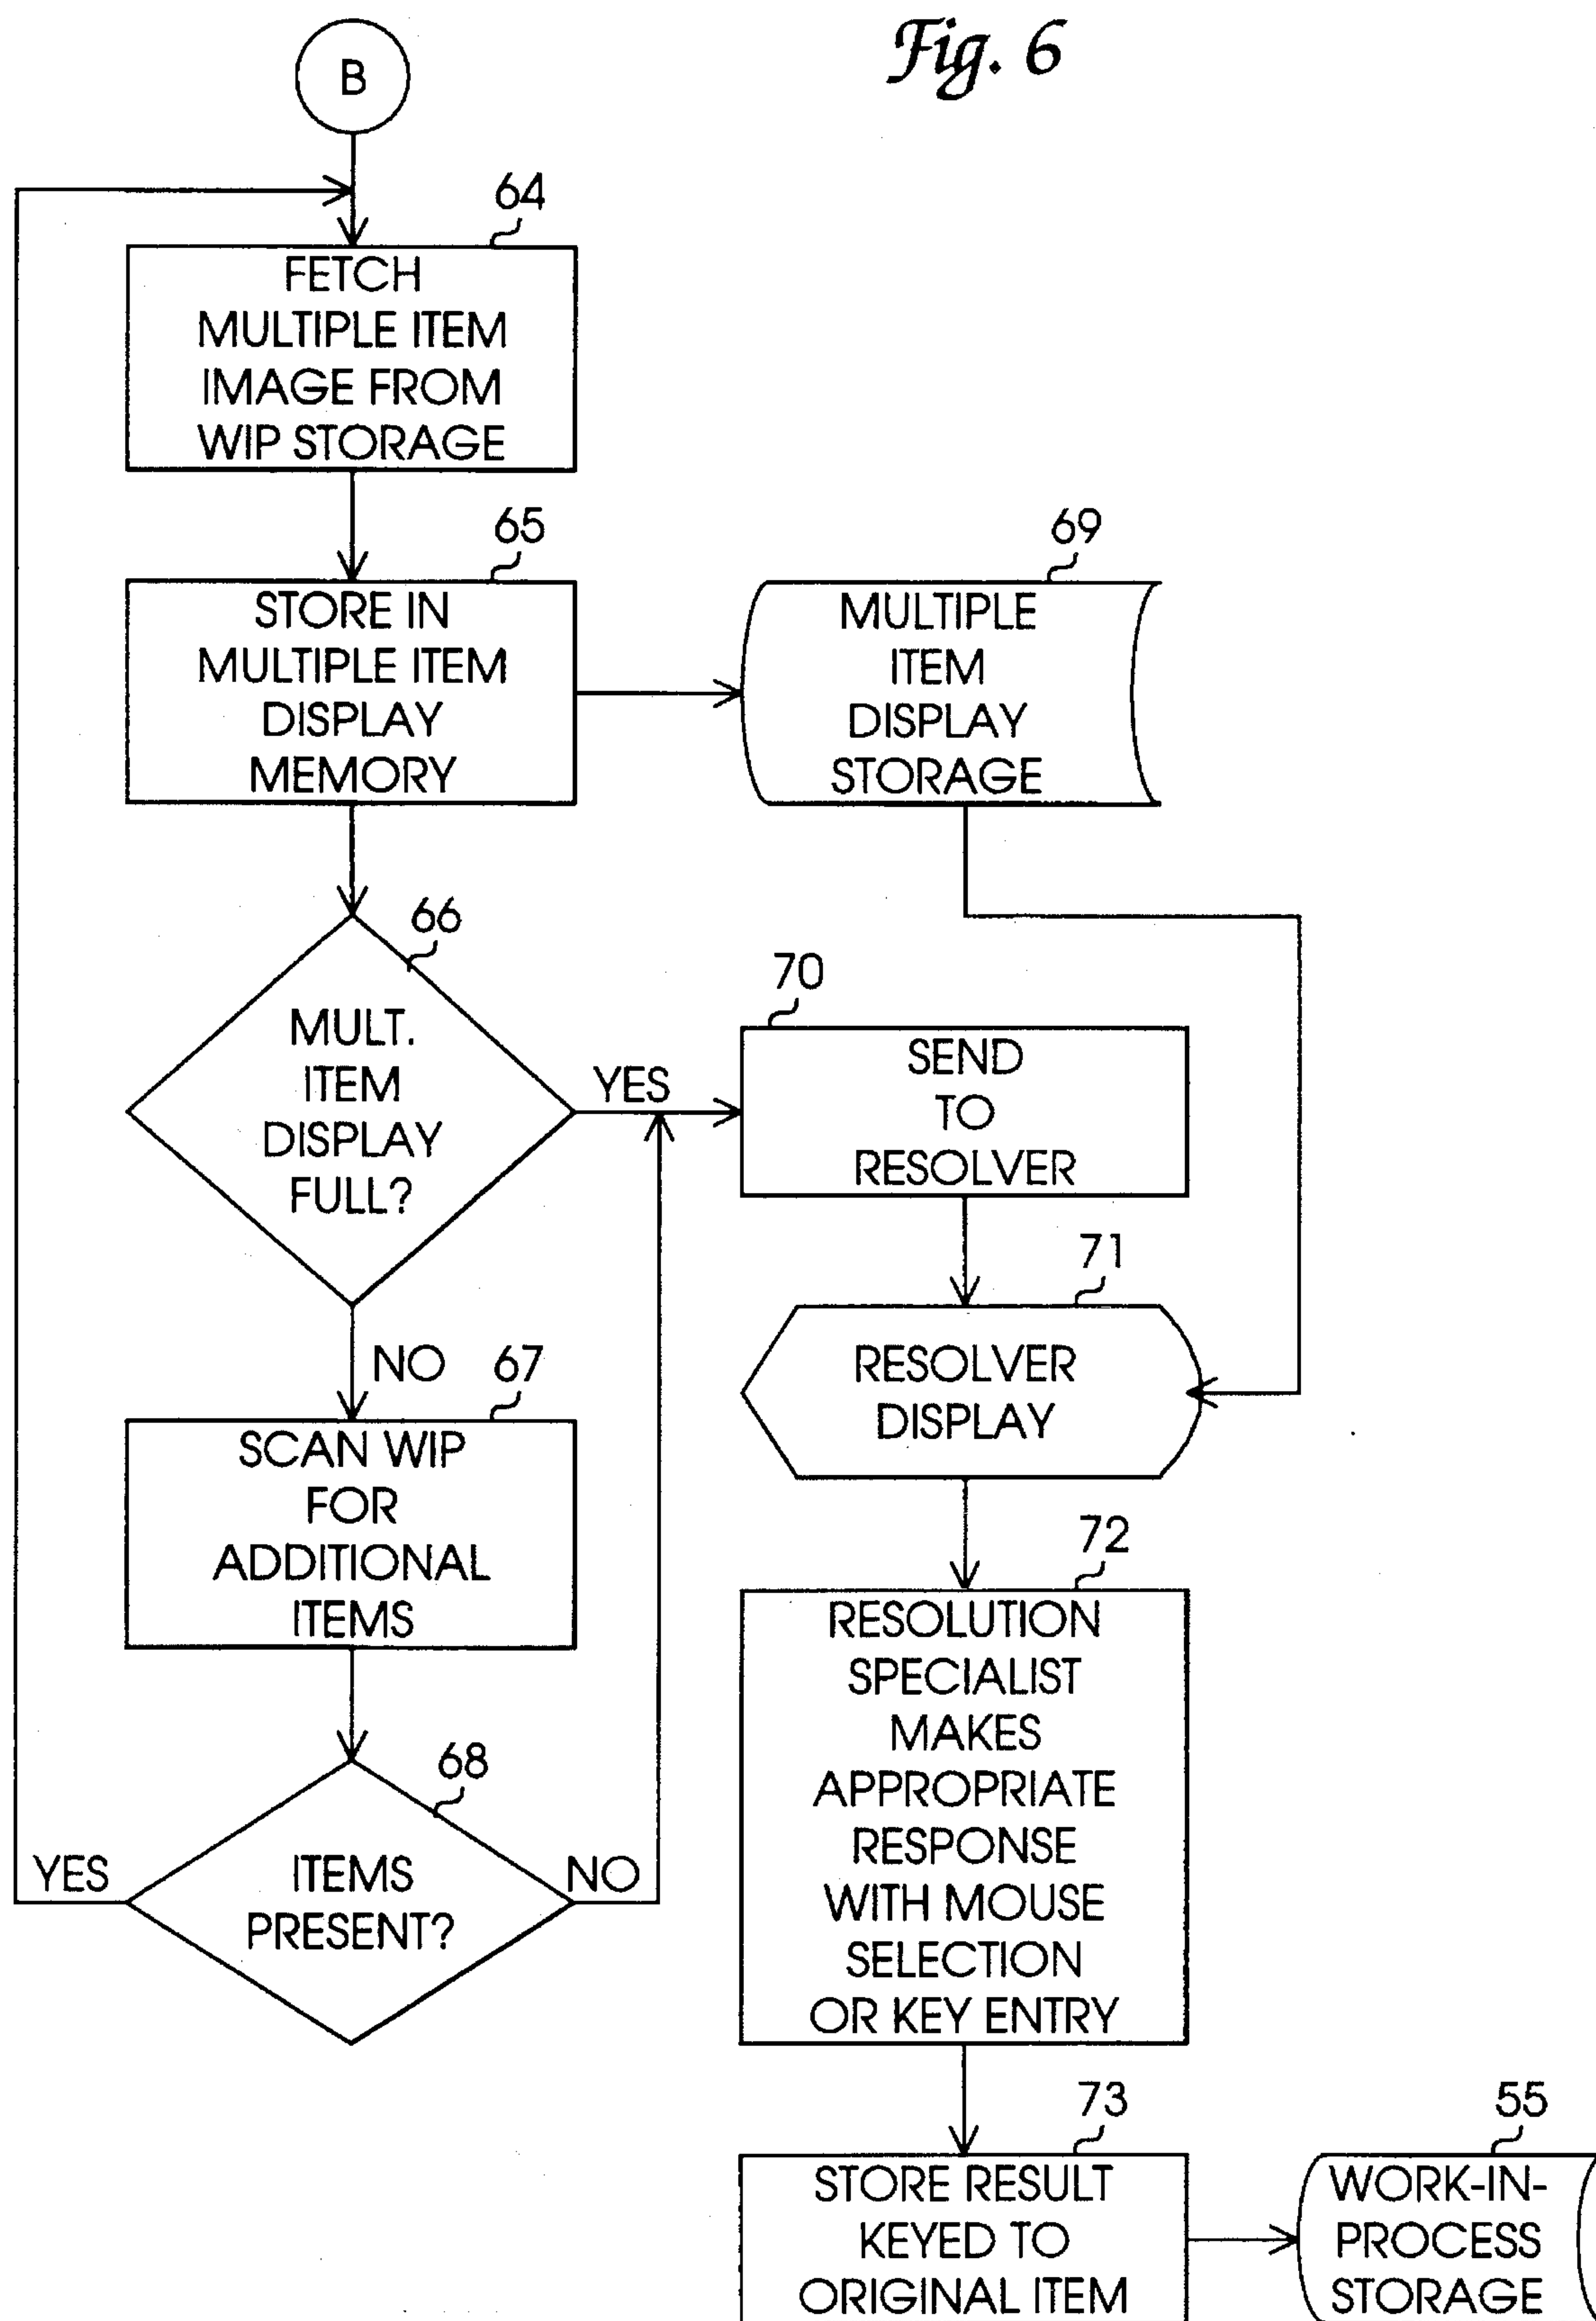 Fig. 6
B
64
FETCH
MULTIPLE ITEM
IMAGE FROM
WIP STORAGE
65
STORE IN
MULTIPLE ITEM
DISPLAY
MEMORY
69
MULTIPLE
ITEM
DISPLAY
STORAGE
66
MULT.
ITEM
DISPLAY
FULL?
YES
NO
70
SEND
TO
RESOLVER
71
RESOLVER
DISPLAY
67
SCAN WIP
FOR
ADDITIONAL
ITEMS
68
ITEMS
PRESENT?
YES
NO
72
RESOLUTION
SPECIALIST
MAKES
APPROPRIATE
RESPONSE
WITH MOUSE
SELECTION
OR KEY ENTRY
73
STORE RESULT
KEYED TO
ORIGINAL ITEM
55
WORK-IN-
PROCESS
STORAGE